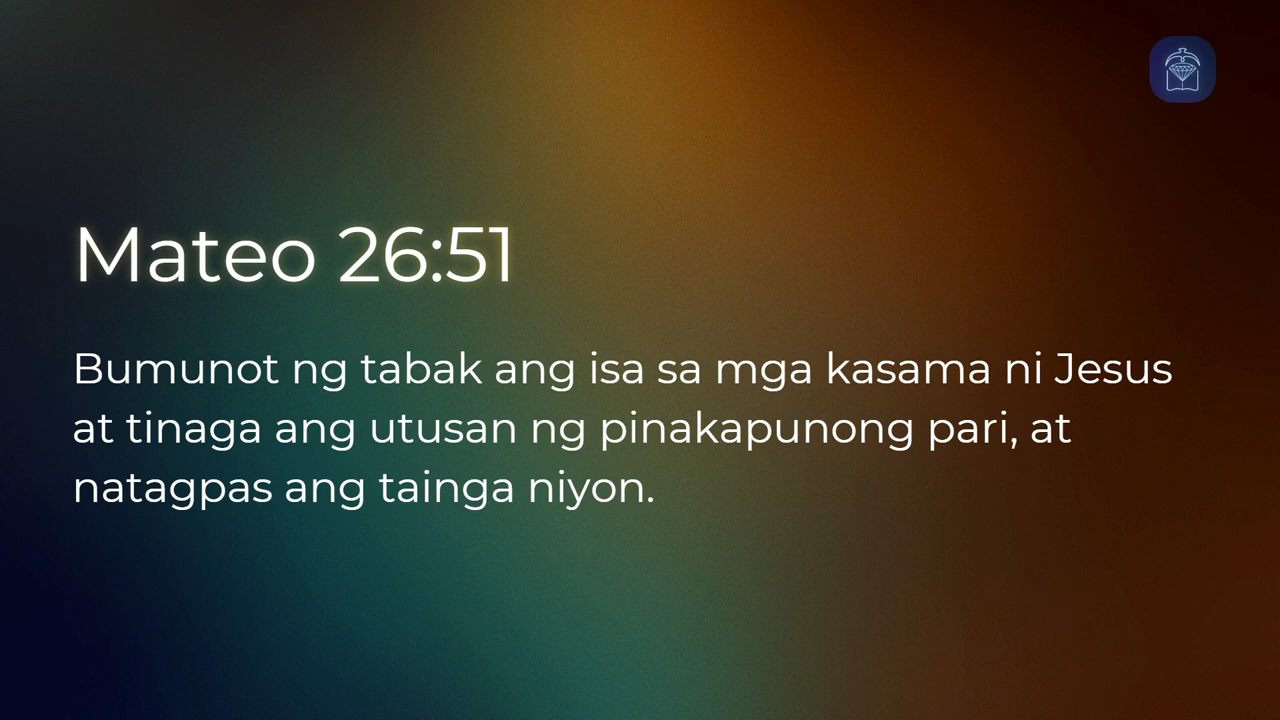 Mateo 26:51
Bumunot ng tabak ang isa sa mga kasama ni Jesus
at tinaga ang utusan ng pinakapunong pari, at
natagpas ang tainga niyon.